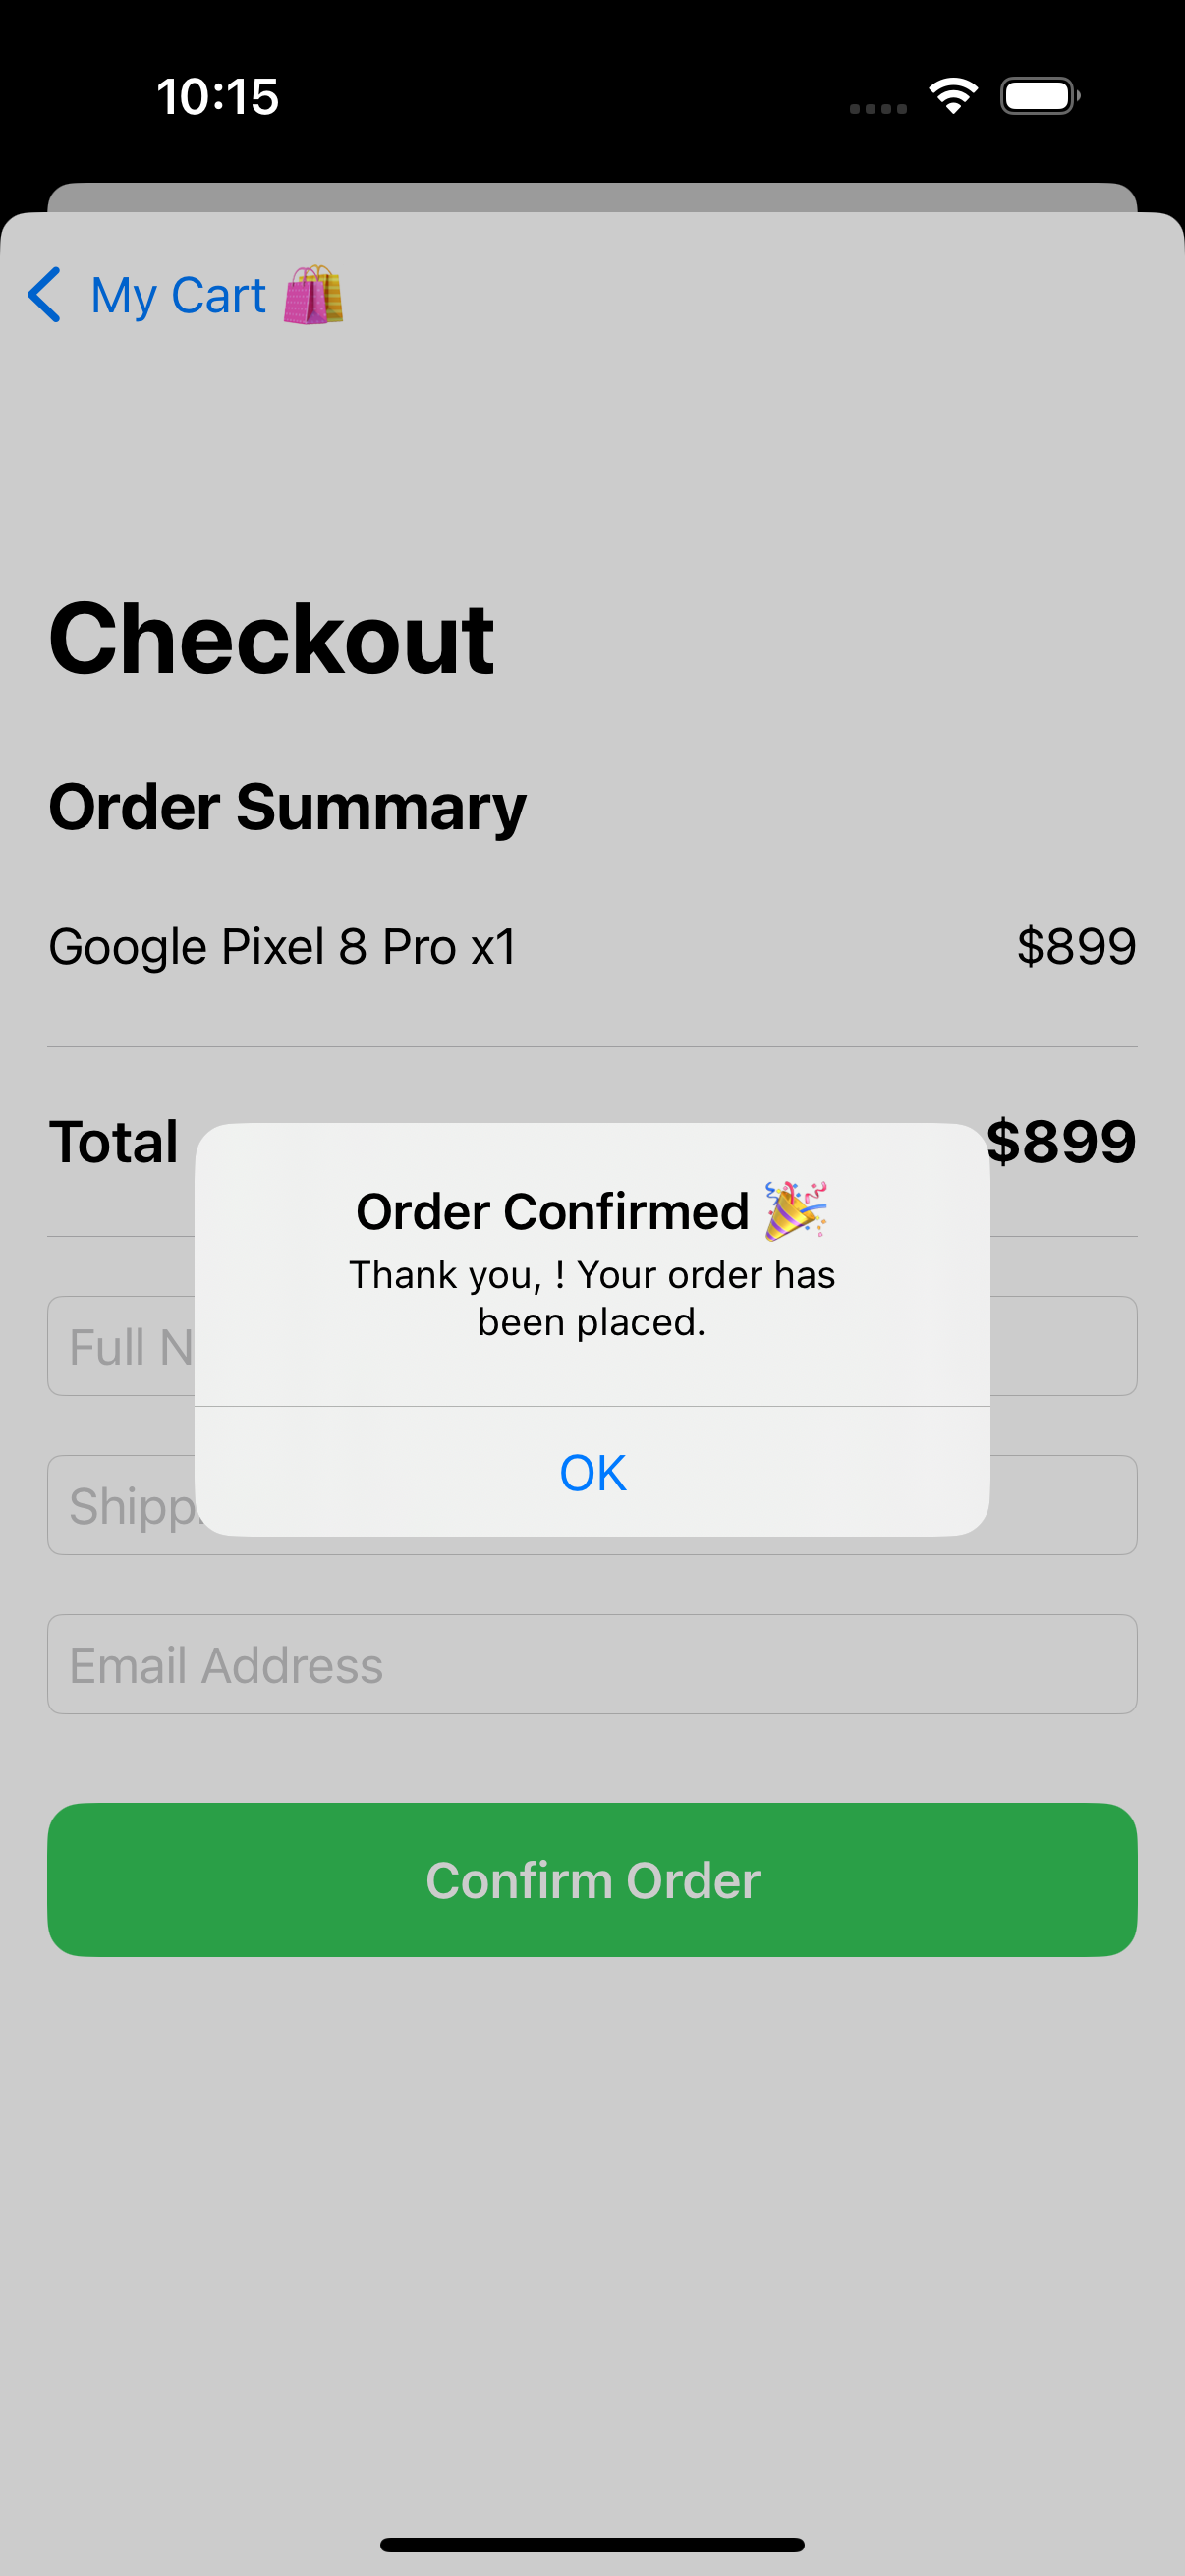 10:15
My Cart 🛍️
Checkout
Order Summary
Google Pixel 8 Pro x1 $899
Total $899
Order Confirmed 🎉
Thank you, ! Your order has
been placed.
Full N
OK
Shipp
Email Address
Confirm Order